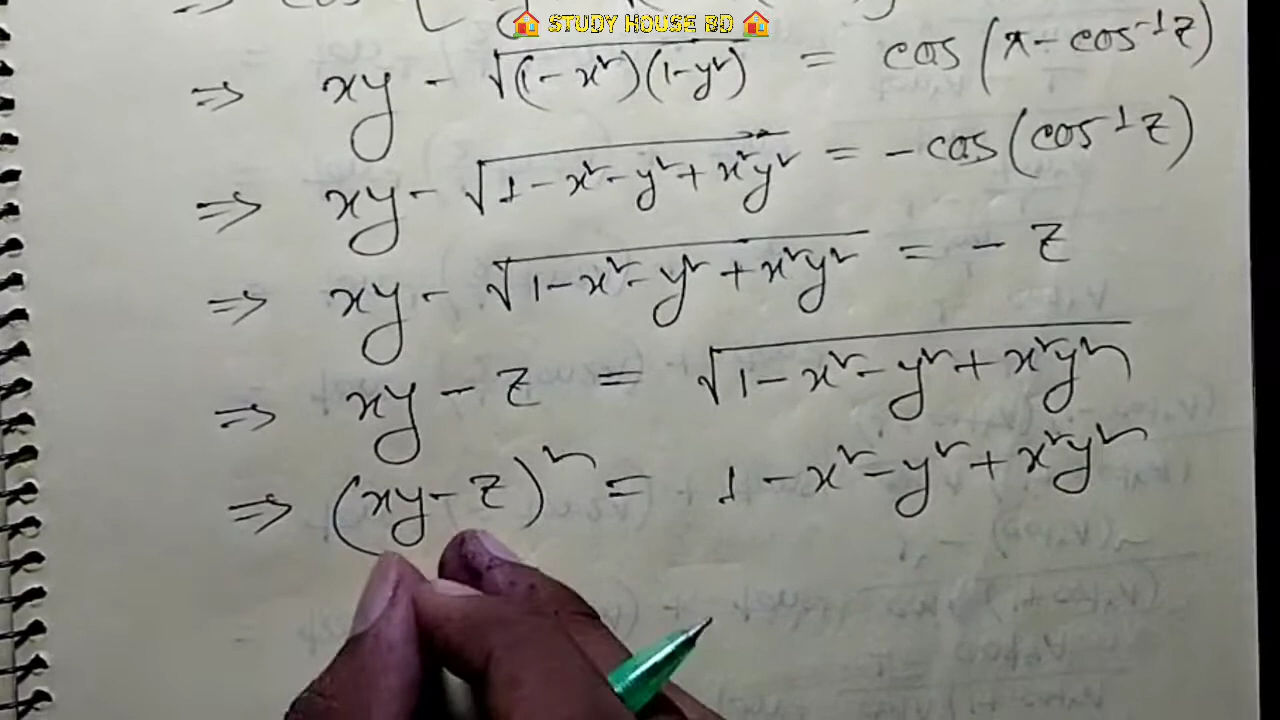 🏠 STUDY HOUSE BD 🏠
⇒ xy - √(1-x²)(1-y²) = cos(π - cos⁻¹z)
⇒ xy - √1-x²-y²+x²y² = -cos(cos⁻¹z)
⇒ xy - √1-x²-y²+x²y² = -z
⇒ xy - z = √1-x²-y²+x²y²
⇒ (xy-z)² = 1-x²-y²+x²y²